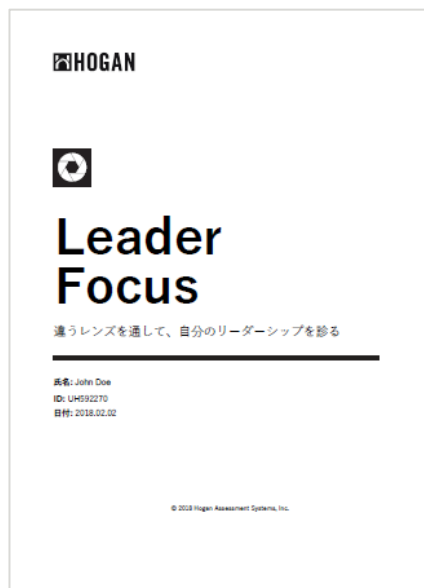 HOGAN
Leader
Focus
違うレンズを通して、自分のリーダーシップを診る
氏名: John Doe
ID: UH592270
日付: 2018.02.02
© 2018 Hogan Assessment Systems, Inc.